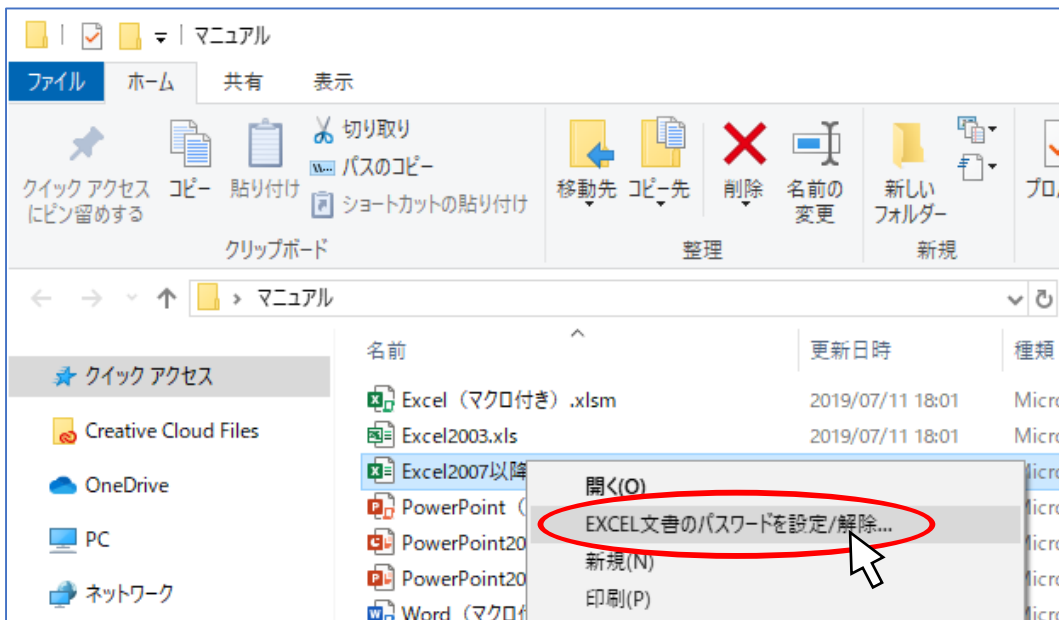 マニュアル
ファイル ホーム 共有 表示
クイック アクセス
にピン留めする
コピー
貼り付け
切り取り
パスのコピー
ショートカットの貼り付け
移動先
コピー先
削除
名前の
変更
新しい
フォルダー
クリップボード
整理
新規
マニュアル
名前 更新日時 種類
クイック アクセス
Creative Cloud Files
OneDrive
PC
ネットワーク
Excel（マクロ付き）.xlsm 2019/07/11 18:01 Micro
Excel2003.xls 2019/07/11 18:01 Micro
Excel2007以降
PowerPoint（
PowerPoint20
PowerPoint20
Word（マクロ付
開く(O)
EXCEL文書のパスワードを設定/解除...
新規(N)
印刷(P)